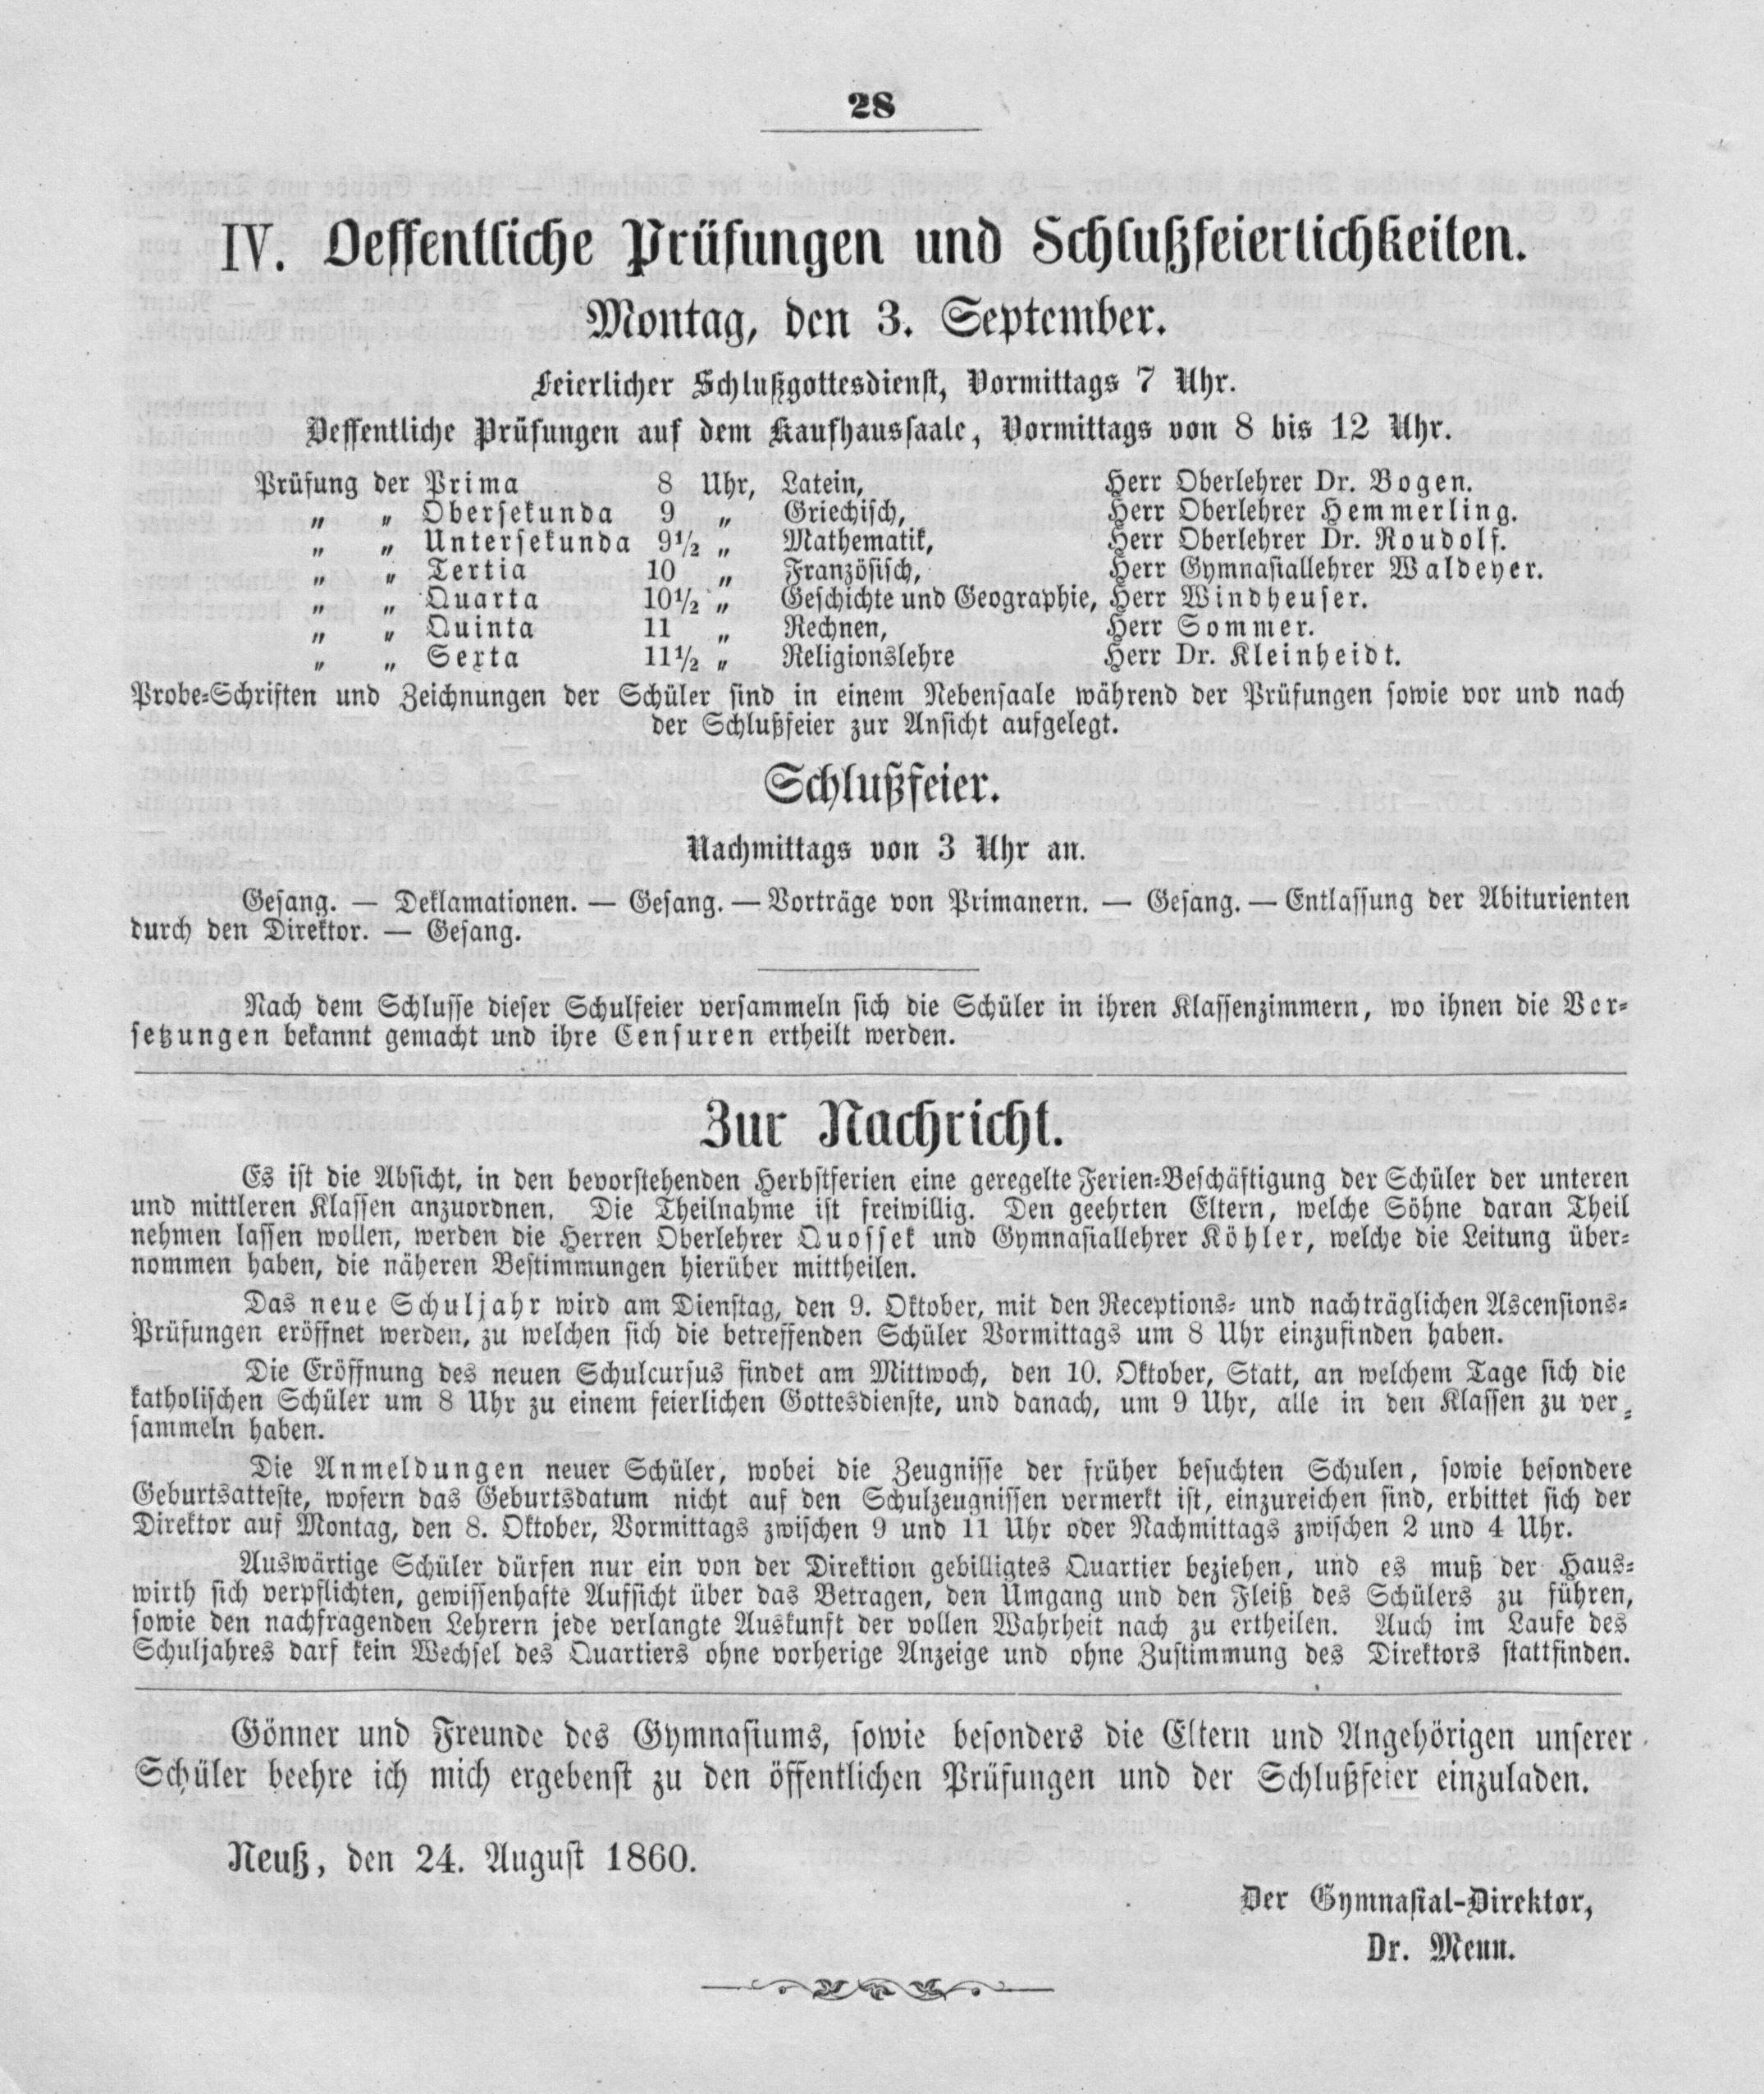 28
IV. Oeffentliche Prüfungen und Schlußfeierlichkeiten.
Montag, den 3. September.
Feierlicher Schlußgottesdienst, Vormittags 7 Uhr.
Oeffentliche Prüfungen auf dem Kaufhaussaale, Vormittags von 8 bis 12 Uhr.
Prüfung der Prima 8 Uhr, Latein, Herr Oberlehrer Dr. Bogen.
„ „ Obersekunda 9 „ Griechisch, Herr Oberlehrer Hemmerling.
„ „ Untersekunda 9½ „ Mathematik, Herr Oberlehrer Dr. Roudolf.
„ „ Tertia 10 „ Französisch, Herr Gymnasiallehrer Waldeyer.
„ „ Quarta 10½ „ Geschichte und Geographie, Herr Windheuser.
„ „ Quinta 11 „ Rechnen, Herr Sommer.
„ „ Sexta 11½ „ Religionslehre Herr Dr. Kleinheidt.
Probe-Schriften und Zeichnungen der Schüler sind in einem Nebensaale während der Prüfungen sowie vor und nach
der Schlußfeier zur Ansicht aufgelegt.
Schlußfeier.
Nachmittags von 3 Uhr an.
Gesang. — Deklamationen. — Gesang. — Vorträge von Primanern. — Gesang. — Entlassung der Abiturienten
durch den Direktor. — Gesang.
Nach dem Schlusse dieser Schulfeier versammeln sich die Schüler in ihren Klassenzimmern, wo ihnen die Ver-
setzungen bekannt gemacht und ihre Censuren ertheilt werden.
Zur Nachricht.
Es ist die Absicht, in den bevorstehenden Herbstferien eine geregelte Ferien-Beschäftigung der Schüler der unteren
und mittleren Klassen anzuordnen. Die Theilnahme ist freiwillig. Den geehrten Eltern, welche Söhne daran Theil
nehmen lassen wollen, werden die Herren Oberlehrer Quossek und Gymnasiallehrer Köhler, welche die Leitung über-
nommen haben, die näheren Bestimmungen hierüber mittheilen.
Das neue Schuljahr wird am Dienstag, den 9. Oktober, mit den Receptions- und nachträglichen Ascensions-
Prüfungen eröffnet werden, zu welchen sich die betreffenden Schüler Vormittags um 8 Uhr einzufinden haben.
Die Eröffnung des neuen Schulcursus findet am Mittwoch, den 10. Oktober, Statt, an welchem Tage sich die
katholischen Schüler um 8 Uhr zu einem feierlichen Gottesdienste, und danach, um 9 Uhr, alle in den Klassen zu ver-
sammeln haben.
Die Anmeldungen neuer Schüler, wobei die Zeugnisse der früher besuchten Schulen, sowie besondere
Geburtsatteste, wofern das Geburtsdatum nicht auf den Schulzeugnissen vermerkt ist, einzureichen sind, erbittet sich der
Direktor auf Montag, den 8. Oktober, Vormittags zwischen 9 und 11 Uhr oder Nachmittags zwischen 2 und 4 Uhr.
Auswärtige Schüler dürfen nur ein von der Direktion gebilligtes Quartier beziehen, und es muß der Haus-
wirth sich verpflichten, gewissenhafte Aufsicht über das Betragen, den Umgang und den Fleiß des Schülers zu führen,
sowie den nachfragenden Lehrern jede verlangte Auskunft der vollen Wahrheit nach zu ertheilen. Auch im Laufe des
Schuljahres darf kein Wechsel des Quartiers ohne vorherige Anzeige und ohne Zustimmung des Direktors stattfinden.
Gönner und Freunde des Gymnasiums, sowie besonders die Eltern und Angehörigen unserer
Schüler beehre ich mich ergebenst zu den öffentlichen Prüfungen und der Schlußfeier einzuladen.
Neuß, den 24. August 1860.
Der Gymnasial-Direktor,
Dr. Menn.